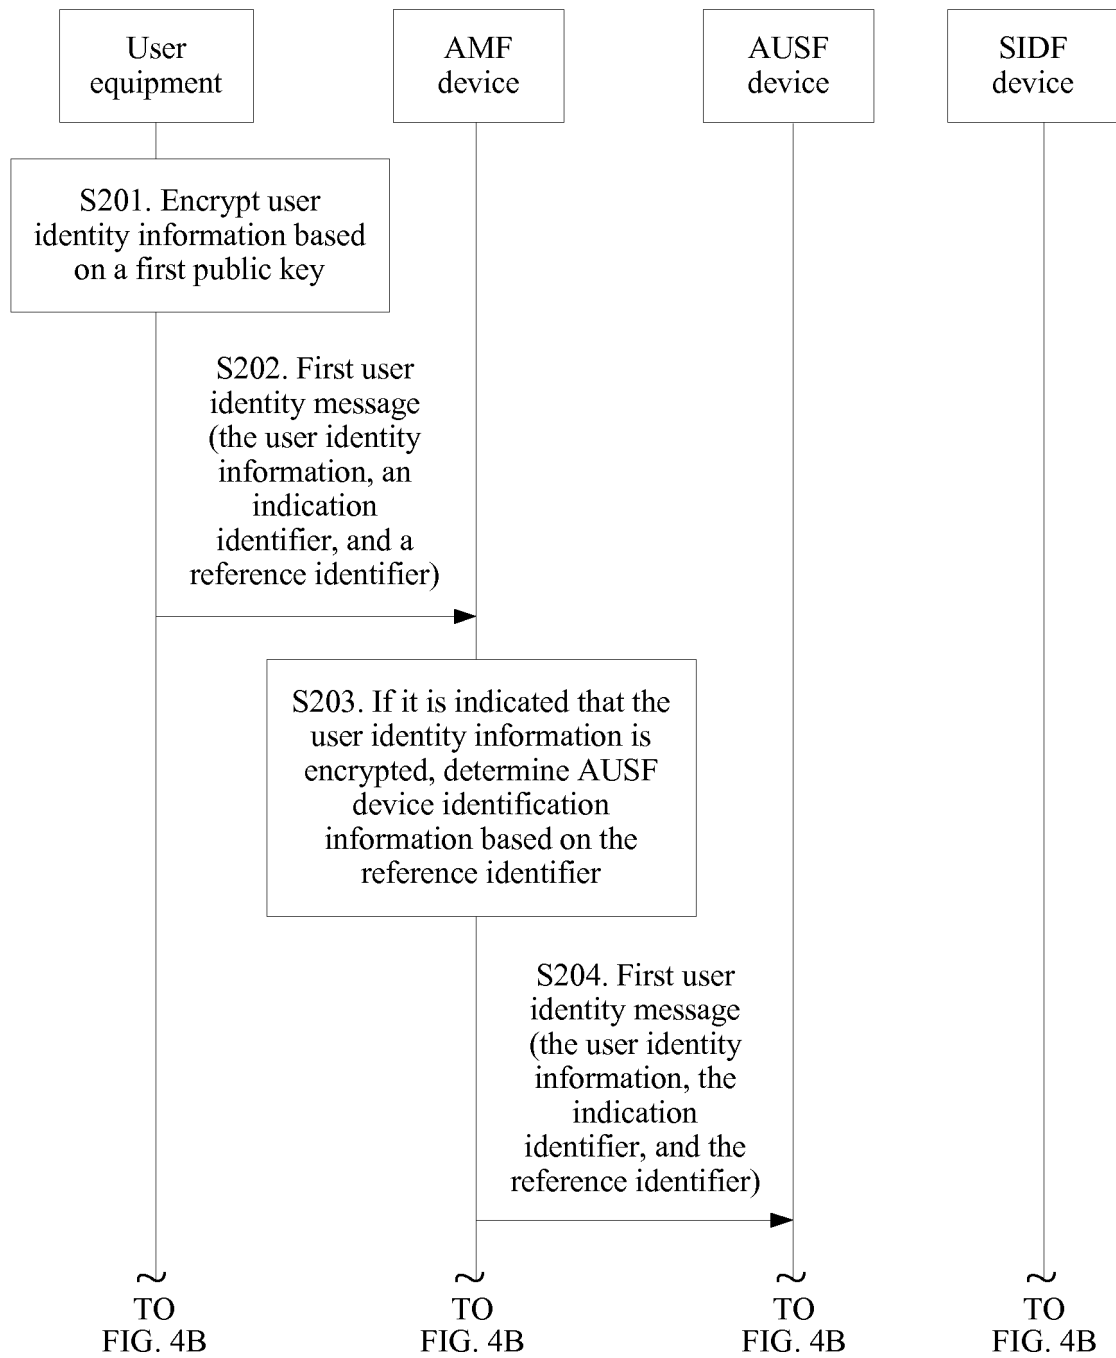 User
equipment
AMF
device
AUSF
device
SIDF
device
S201. Encrypt user
identity information based
on a first public key
S202. First user
identity message
(the user identity
information, an
indication
identifier, and a
reference identifier)
S203. If it is indicated that the
user identity information is
encrypted, determine AUSF
device identification
information based on the
reference identifier
S204. First user
identity message
(the user identity
information, the
indication
identifier, and the
reference identifier)
TO
FIG. 4B
TO
FIG. 4B
TO
FIG. 4B
TO
FIG. 4B